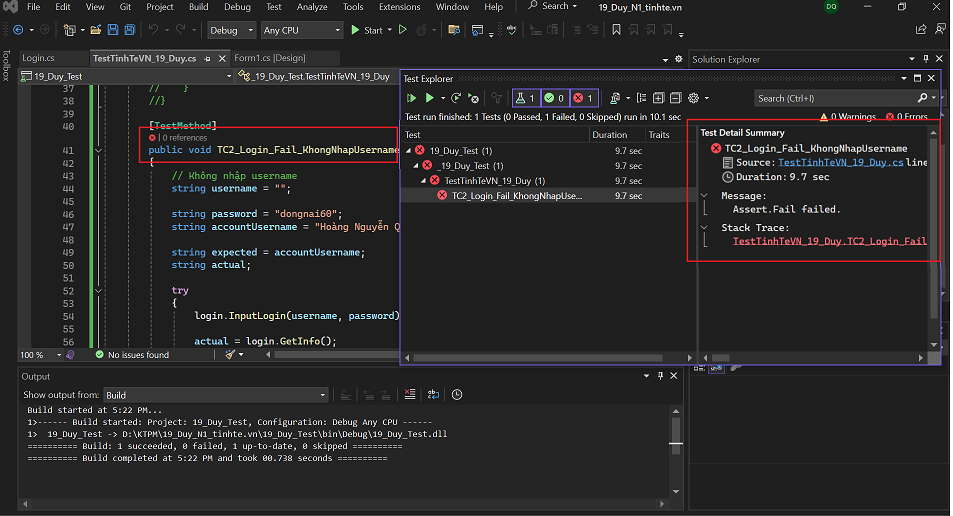 File Edit View Git Project Build Debug Test Analyze Tools Extensions Window Help Search 19_Duy_N1_tinhte.vn DQ
Debug Any CPU Start
Toolbox
Login.cs TestTinhTeVN_19_Duy.cs Form1.cs [Design]
19_Duy_Test _19_Duy_Test.TestTinhTeVN_19_Duy
37 // }
38 //}
39
40 [TestMethod]
| 0 references
41 public void TC2_Login_Fail_KhongNhapUsername
42 {
43 // Không nhập username
44 string username = "";
45
46 string password = "dongnai60";
47 string accountUsername = "Hoàng Nguyễn Q
48
49 string expected = accountUsername;
50 string actual;
51
52 try
53 {
54 login.InputLogin(username, password)
55
56 actual = login.GetInfo();
100 % No issues found
Test Explorer
1 0 1
Search (Ctrl+I)
Test run finished: 1 Tests (0 Passed, 1 Failed, 0 Skipped) run in 10.1 sec
0 Warnings 0 Errors
Test Duration Traits
19_Duy_Test (1) 9.7 sec
_19_Duy_Test (1) 9.7 sec
TestTinhTeVN_19_Duy (1) 9.7 sec
TC2_Login_Fail_KhongNhapUse... 9.7 sec
Test Detail Summary
TC2_Login_Fail_KhongNhapUsername
Source: TestTinhTeVN_19_Duy.cs line
Duration: 9.7 sec
Message:
Assert.Fail failed.
Stack Trace:
TestTinhTeVN_19_Duy.TC2_Login_Fail
Solution Explorer
Output
Show output from: Build
Build started at 5:22 PM...
1>------ Build started: Project: 19_Duy_Test, Configuration: Debug Any CPU ------
1> 19_Duy_Test -> D:\KTPM\19_Duy_N1_tinhte.vn\19_Duy_Test\bin\Debug\19_Duy_Test.dll
========== Build: 1 succeeded, 0 failed, 1 up-to-date, 0 skipped ==========
========== Build completed at 5:22 PM and took 00.738 seconds ==========